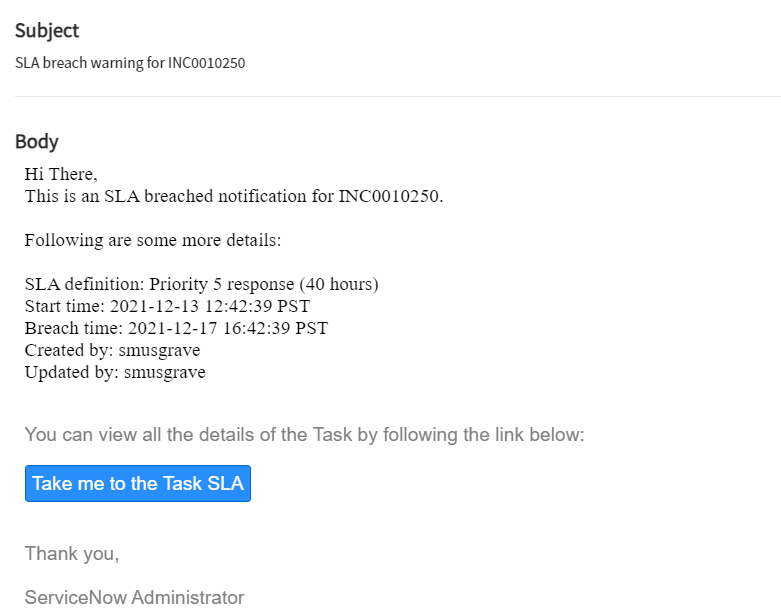 Subject
SLA breach warning for INC0010250
Body
Hi There,
This is an SLA breached notification for INC0010250.
Following are some more details:
SLA definition: Priority 5 response (40 hours)
Start time: 2021-12-13 12:42:39 PST
Breach time: 2021-12-17 16:42:39 PST
Created by: smusgrave
Updated by: smusgrave
You can view all the details of the Task by following the link below:
Take me to the Task SLA
Thank you,
ServiceNow Administrator